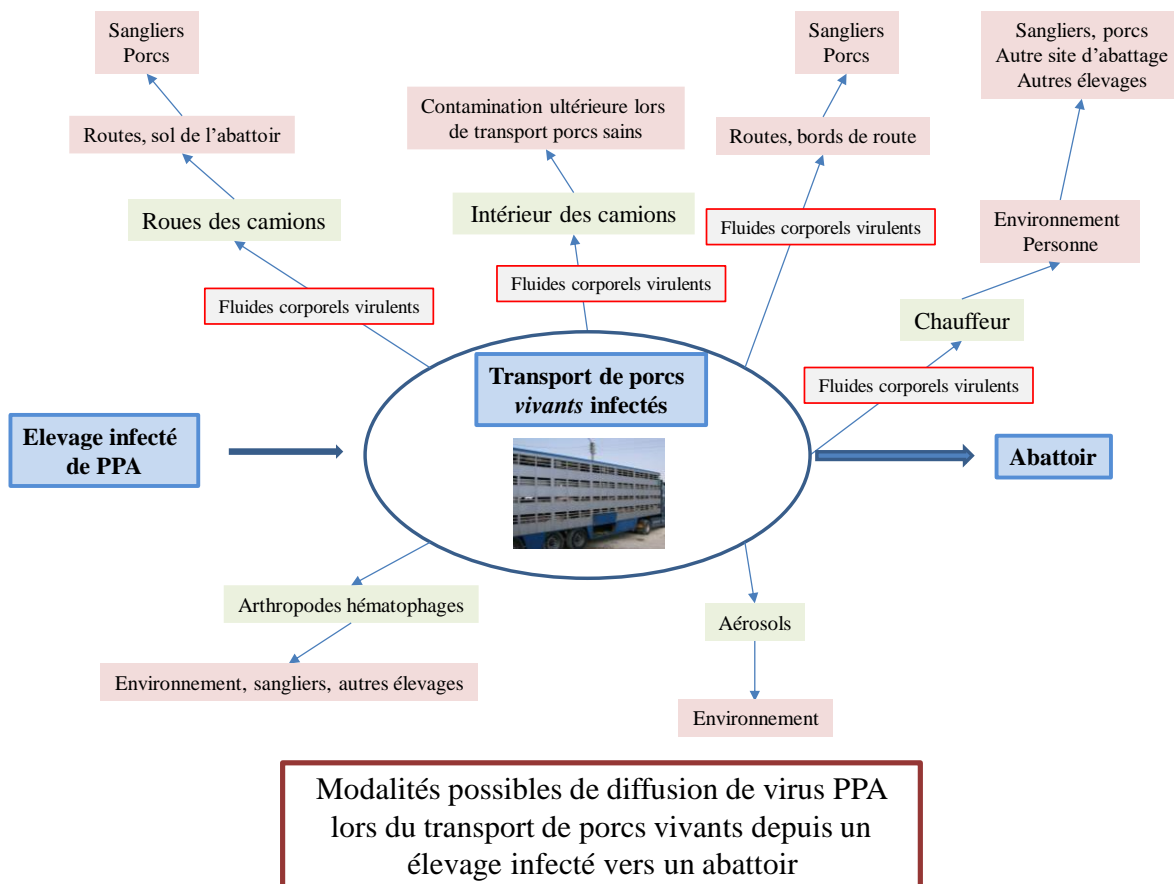 Sangliers
Porcs
Sangliers
Porcs
Sangliers, porcs
Autre site d'abattage
Autres élevages
Contamination ultérieure lors
de transport porcs sains
Routes, sol de l'abattoir
Routes, bords de route
Roues des camions
Intérieur des camions
Fluides corporels virulents
Environnement
Personne
Fluides corporels virulents
Fluides corporels virulents
Chauffeur
Fluides corporels virulents
Transport de porcs
vivants infectés
Elevage infecté
de PPA
Abattoir
Arthropodes hématophages
Aérosols
Environnement, sangliers, autres élevages
Environnement
Modalités possibles de diffusion de virus PPA
lors du transport de porcs vivants depuis un
élevage infecté vers un abattoir